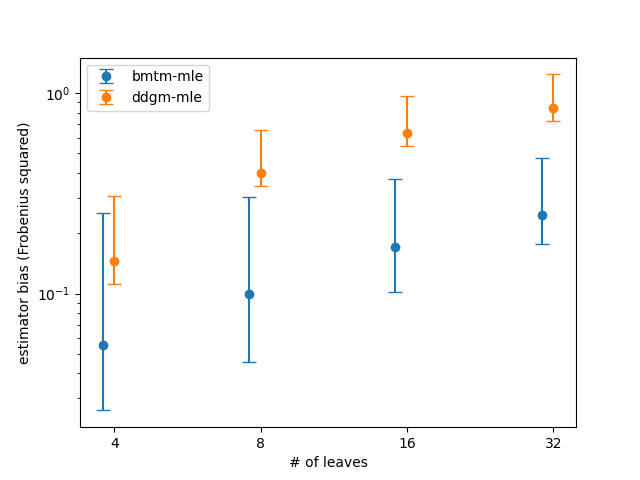 bmtm-mle
ddgm-mle
10⁰
10⁻¹
estimator bias (Frobenius squared)
4 8 16 32
# of leaves